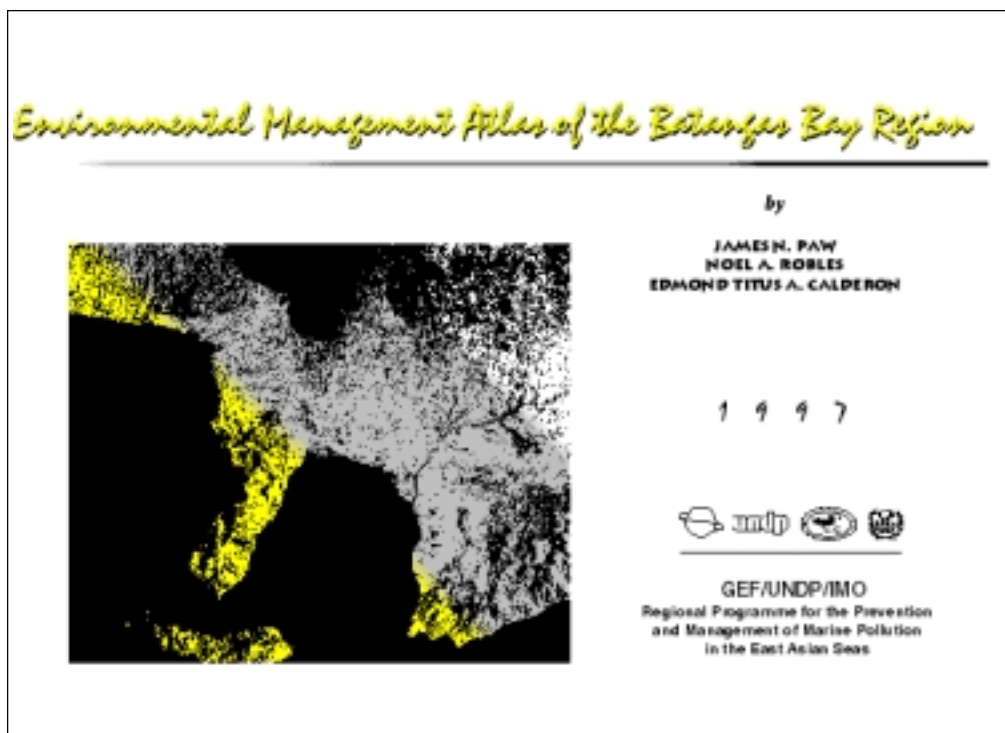 Environmental Management Atlas of the Batangas Bay Region
by
JAMES N. PAW
NOEL A. ROBLES
EDMOND TITUS A. CALDERON
1 9 9 7
undp
GEF/UNDP/IMO
Regional Programme for the Prevention
and Management of Marine Pollution
in the East Asian Seas